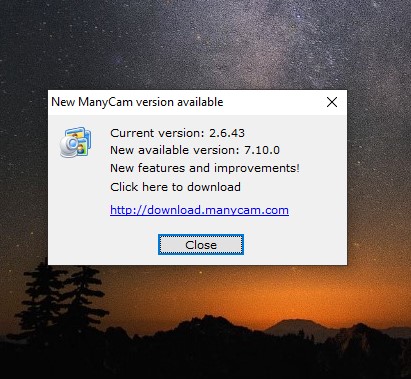 New ManyCam version available
Current version: 2.6.43
New available version: 7.10.0
New features and improvements!
Click here to download
http://download.manycam.com
Close